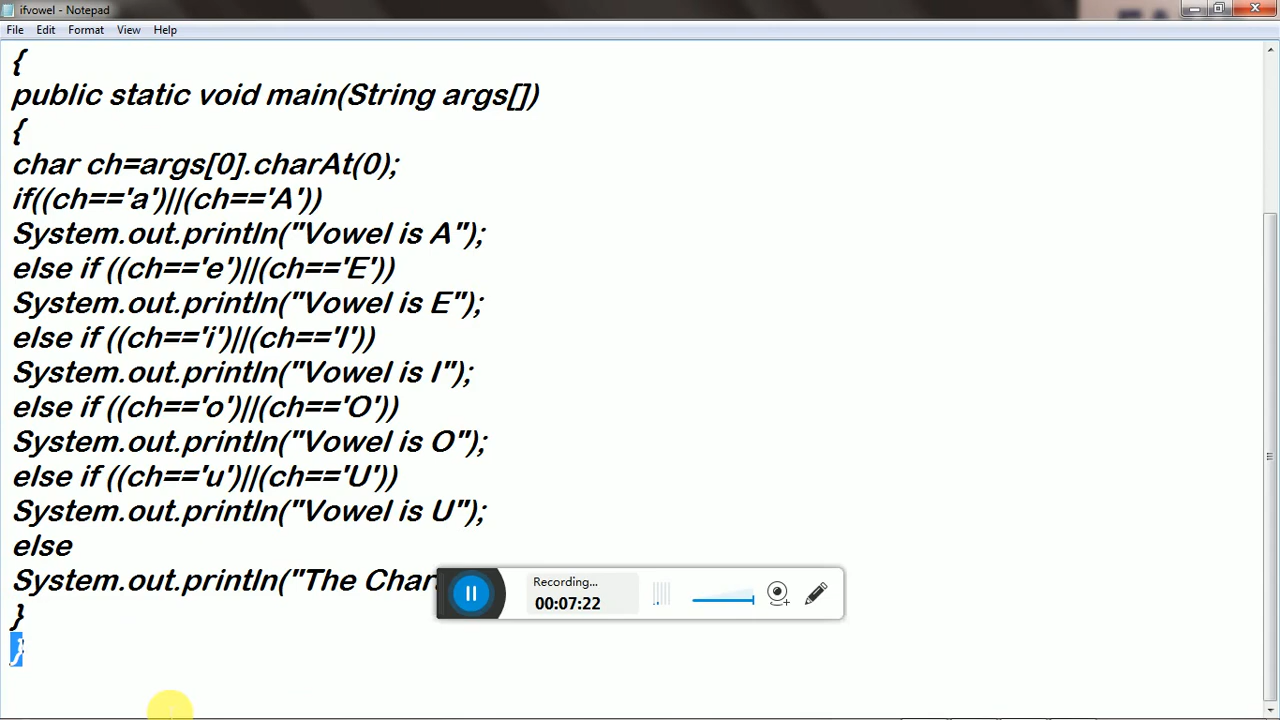 ifvowel - Notepad
File Edit Format View Help
{
public static void main(String args[])
{
char ch=args[0].charAt(0);
if((ch=='a')||(ch=='A'))
System.out.println("Vowel is A");
else if ((ch=='e')||(ch=='E'))
System.out.println("Vowel is E");
else if ((ch=='i')||(ch=='I'))
System.out.println("Vowel is I");
else if ((ch=='o')||(ch=='O'))
System.out.println("Vowel is O");
else if ((ch=='u')||(ch=='U'))
System.out.println("Vowel is U");
else
System.out.println("The
}
}
Recording...
00:07:22